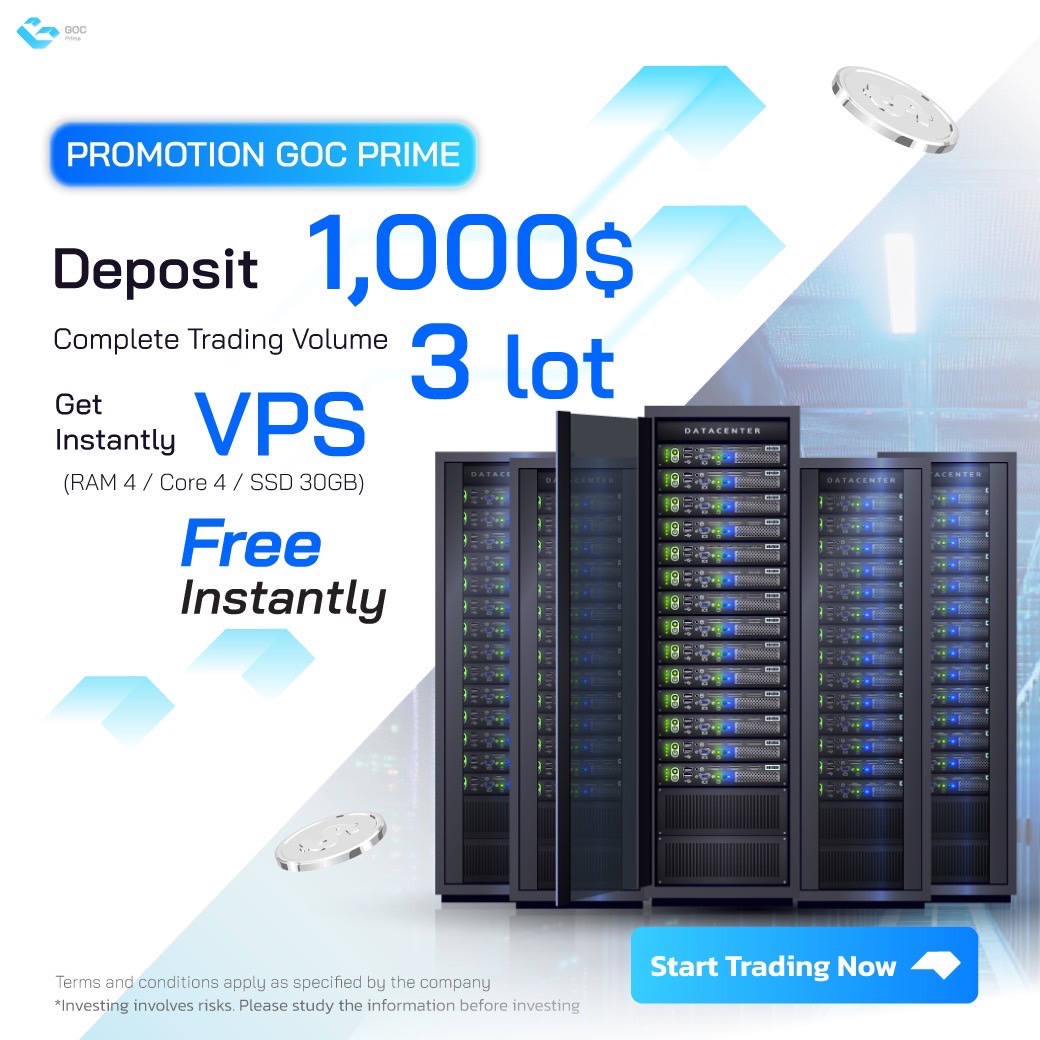 GOC
Prime
PROMOTION GOC PRIME
Deposit 1,000$
Complete Trading Volume 3 lot
Get
Instantly VPS
(RAM 4 / Core 4 / SSD 30GB)
Free
Instantly
DATACENTER
DATACENTER
DATACENTER
Start Trading Now
Terms and conditions apply as specified by the company
*Investing involves risks. Please study the information before investing